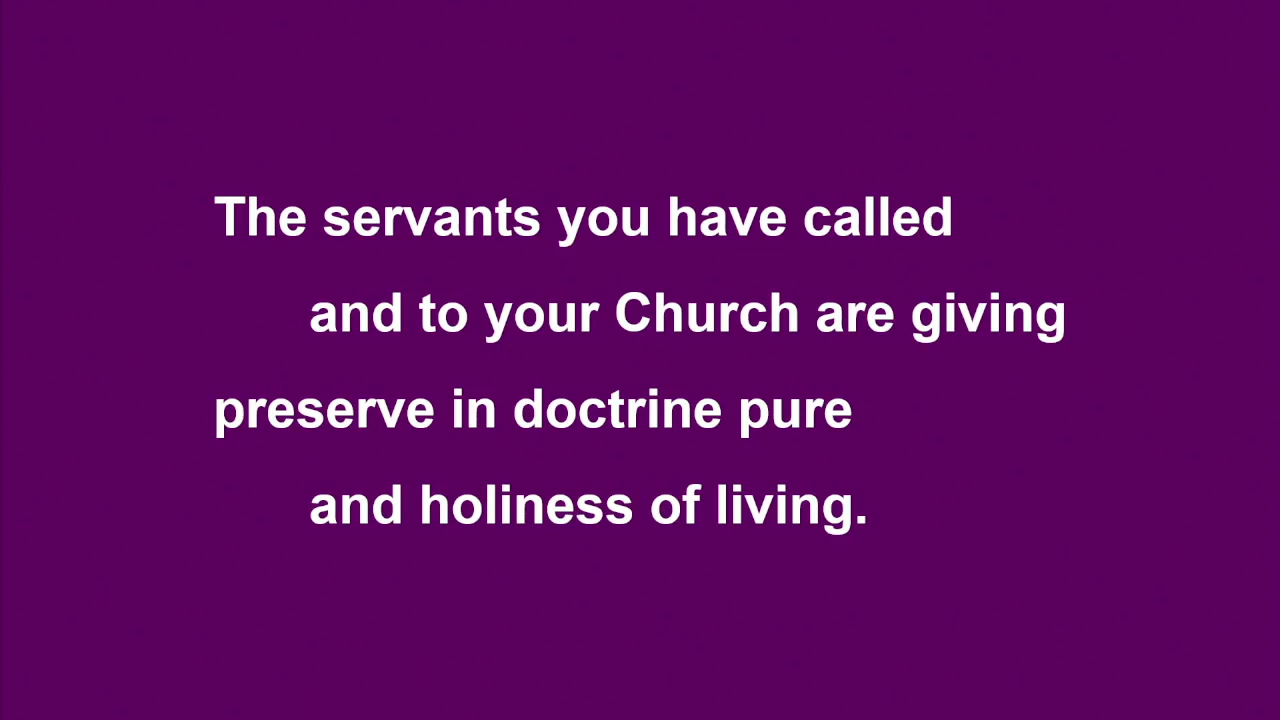 The servants you have called
and to your Church are giving
preserve in doctrine pure
and holiness of living.